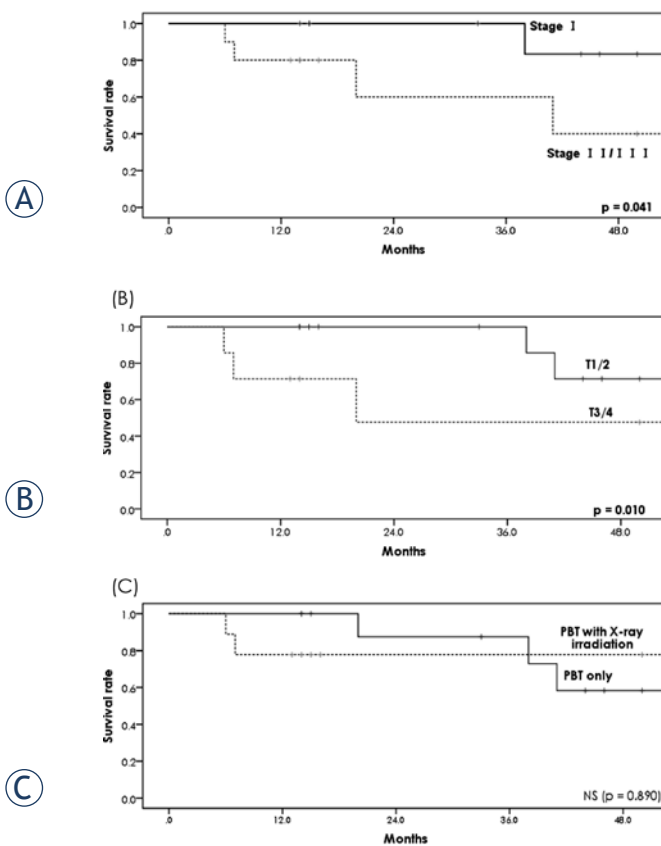 1.0
Stage I
0.8
0.6
0.4
Stage I I / I I I
0.2
0.0
p = 0.041
.0 12.0 24.0 36.0 48.0
Survival rate
Months
A
(B)
1.0
0.8
T1/2
0.6
T3/4
0.4
0.2
0.0
p = 0.010
.0 12.0 24.0 36.0 48.0
Survival rate
Months
B
(C)
1.0
PBT with X-ray
irradiation
0.8
PBT only
0.6
0.4
0.2
0.0
NS (p = 0.890)
.0 12.0 24.0 36.0 48.0
Survival rate
Months
C